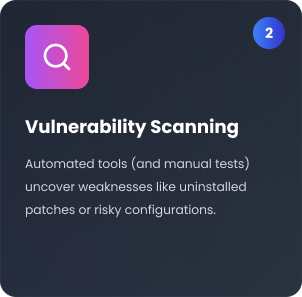 2
Vulnerability Scanning
Automated tools (and manual tests)
uncover weaknesses like uninstalled
patches or risky configurations.